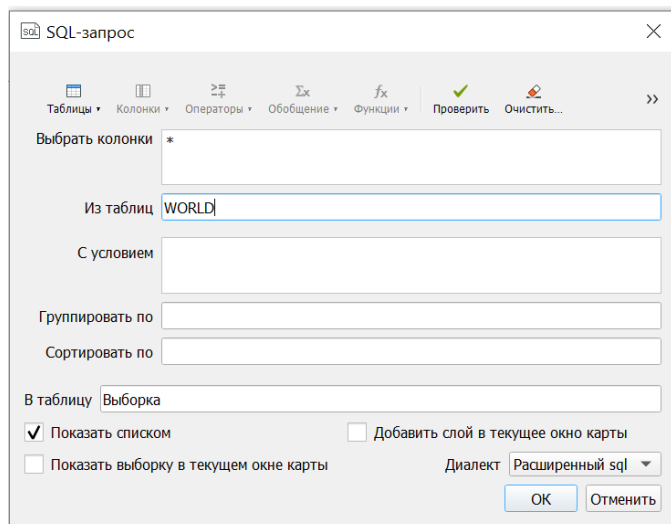 SQL-запрос
Таблицы Колонки Операторы Обобщение Функции Проверить Очистить... »
Выбрать колонки *
Из таблиц WORLD
С условием
Группировать по
Сортировать по
В таблицу Выборка
Показать списком Добавить слой в текущее окно карты
Показать выборку в текущем окне карты Диалект Расширенный sql
OK Отменить